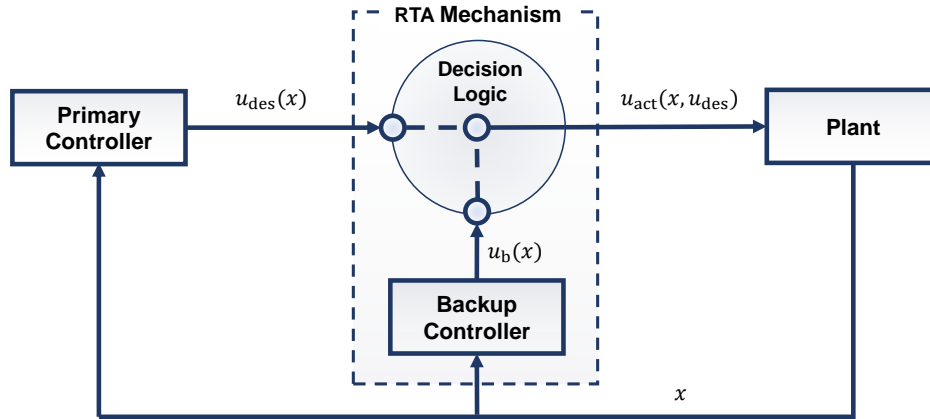 RTA Mechanism
Decision
Logic
u_des(x)
u_act(x, u_des)
Primary
Controller
Plant
u_b(x)
Backup
Controller
x